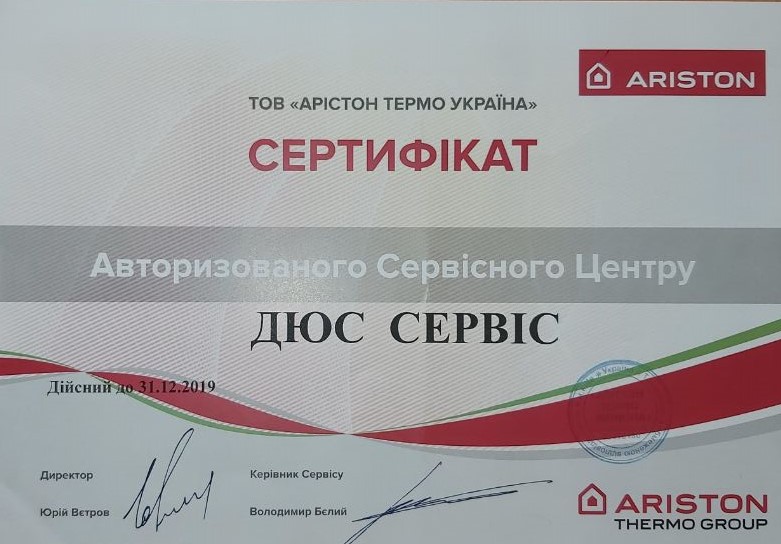 ARISTON
ТОВ «АРІСТОН ТЕРМО УКРАЇНА»
СЕРТИФІКАТ
Авторизованого Сервісного Центру
ДЮС СЕРВІС
Дійсний до 31.12.2019
Директор
Керівник Сервісу
Юрій Вєтров
Володимир Бєлий
ARISTON
THERMO GROUP